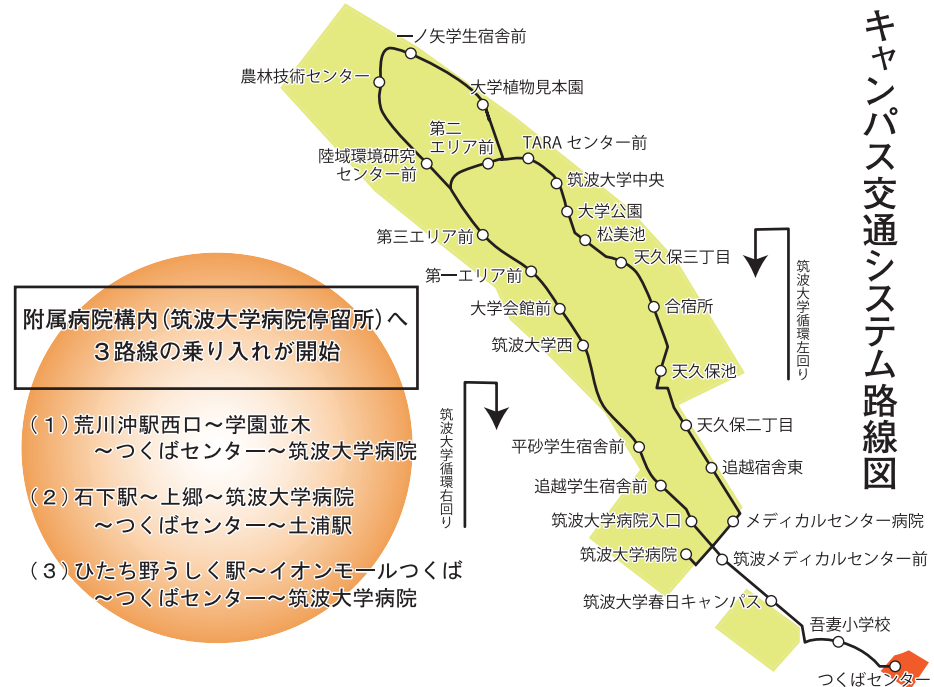 キャンパス交通システム路線図
一ノ矢学生宿舎前
農林技術センター
大学植物見本園
第二
エリア前
TARA センター前
陸域環境研究
センター前
筑波大学中央
大学公園
松美池
第三エリア前
天久保三丁目
第一エリア前
大学会館前
合宿所
筑波大学西
天久保池
筑波大学循環左回り
筑波大学循環右回り
天久保二丁目
平砂学生宿舎前
追越宿舎東
追越学生宿舎前
筑波大学病院入口
メディカルセンター病院
筑波大学病院
筑波メディカルセンター前
筑波大学春日キャンパス
吾妻小学校
つくばセンター
附属病院構内(筑波大学病院停留所)へ
3路線の乗り入れが開始
(1)荒川沖駅西口〜学園並木
〜つくばセンター〜筑波大学病院
(2)石下駅〜上郷〜筑波大学病院
〜つくばセンター〜土浦駅
(3)ひたち野うしく駅〜イオンモールつくば
〜つくばセンター〜筑波大学病院